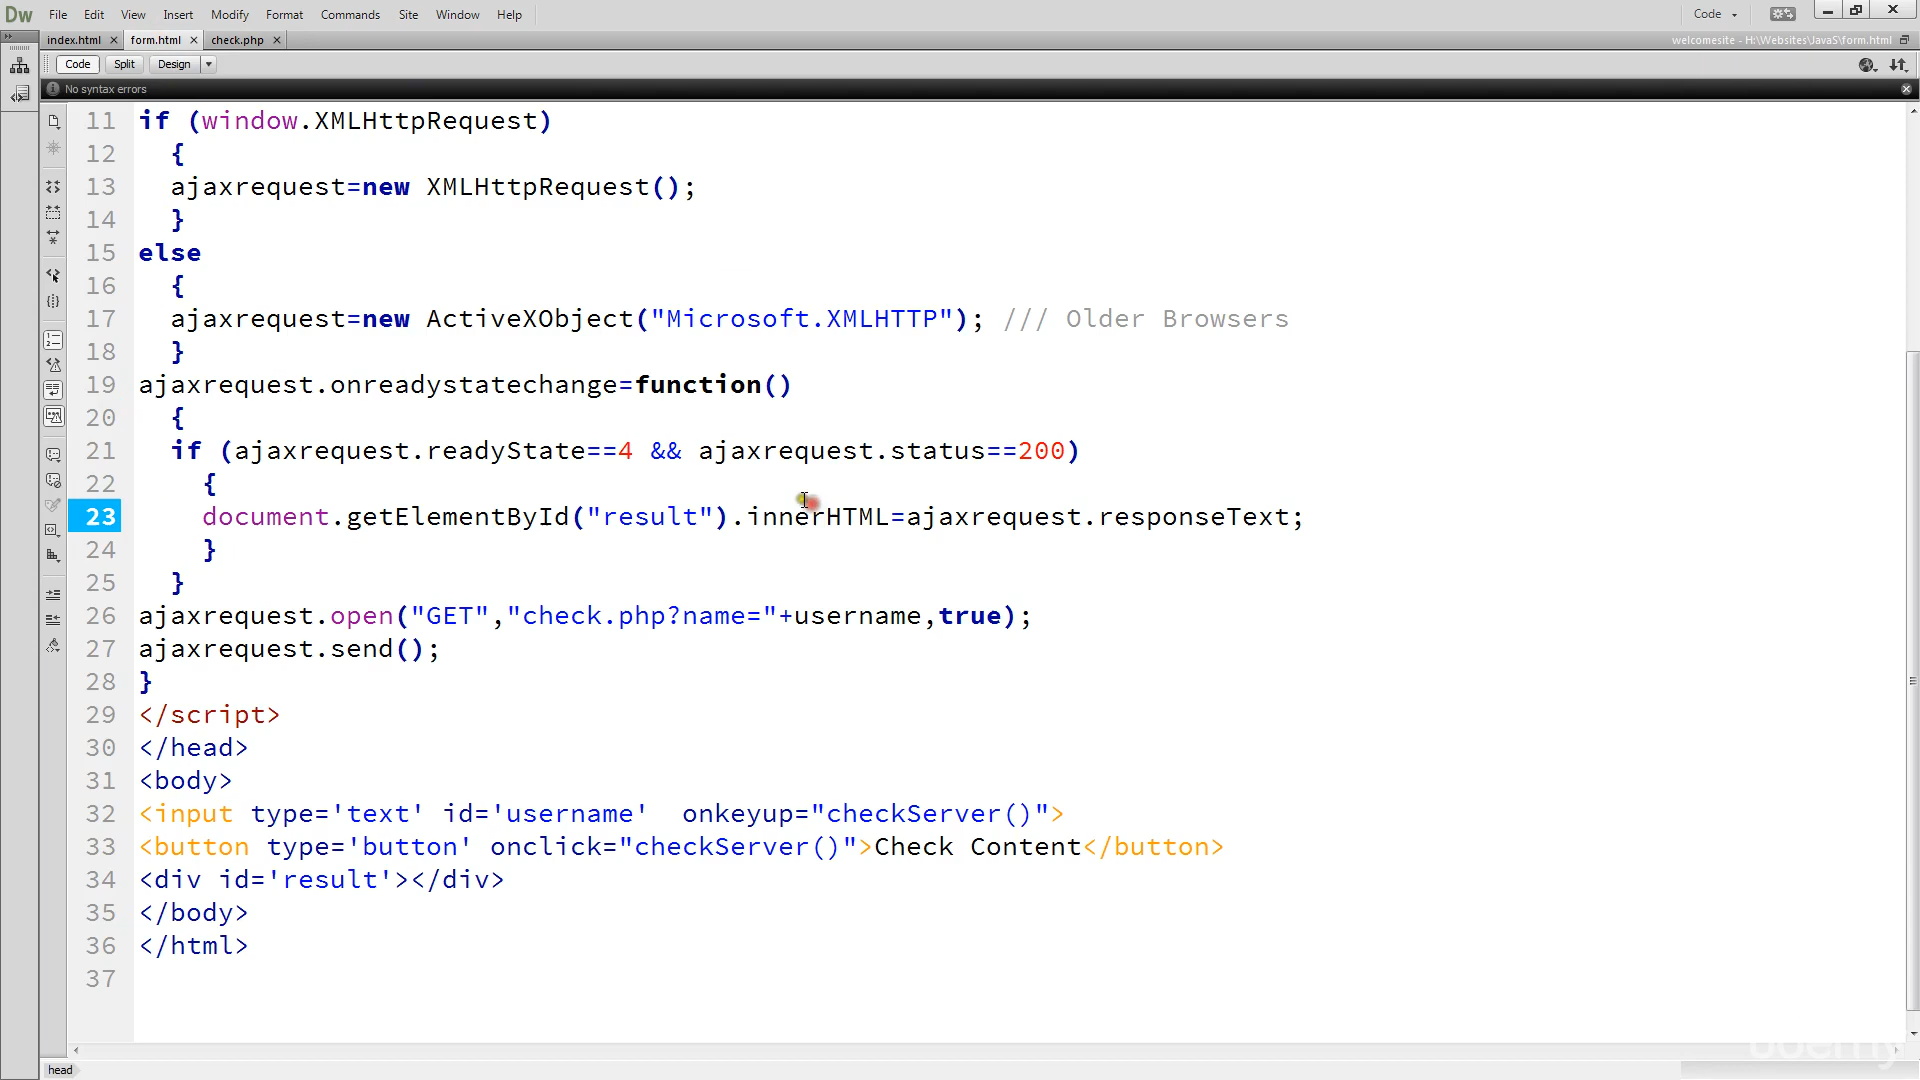 Dw File Edit View Insert Modify Format Commands Site Window Help Code
index.html form.html check.php welcomesite - H:\Websites\JavaS\form.html
Code Split Design
No syntax errors
11 if (window.XMLHttpRequest)
12 {
13 ajaxrequest=new XMLHttpRequest();
14 }
15 else
16 {
17 ajaxrequest=new ActiveXObject("Microsoft.XMLHTTP"); /// Older Browsers
18 }
19 ajaxrequest.onreadystatechange=function()
20 {
21 if (ajaxrequest.readyState==4 && ajaxrequest.status==200)
22 {
23 document.getElementById("result").innerHTML=ajaxrequest.responseText;
24 }
25 }
26 ajaxrequest.open("GET","check.php?name="+username,true);
27 ajaxrequest.send();
28 }
29 </script>
30 </head>
31 <body>
32 <input type='text' id='username'  onkeyup="checkServer()">
33 <button type='button' onclick="checkServer()">Check Content</button>
34 <div id='result'></div>
35 </body>
36 </html>
37
udemy
head